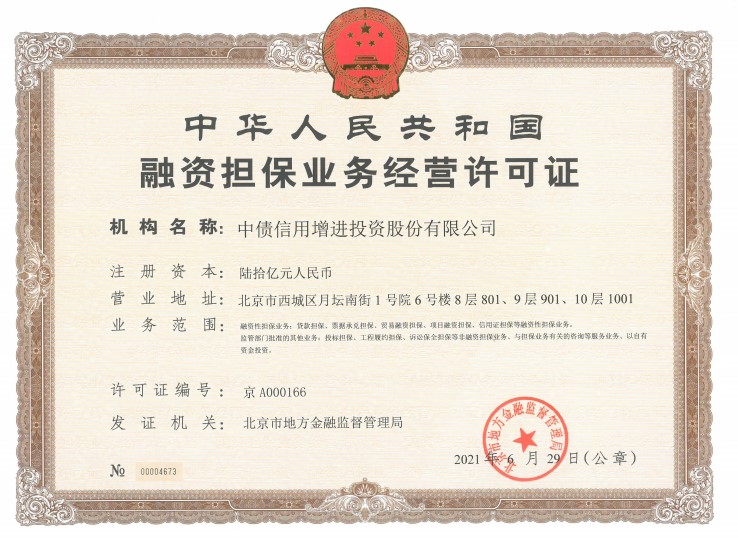 中华人民共和国
融资担保业务经营许可证
机构名称：中债信用增进投资股份有限公司
注册资本：陆拾亿元人民币
营业地址：北京市西城区月坛南街1号院6号楼8层801、9层901、10层1001
业务范围：融资性担保业务：贷款担保、票据承兑担保、贸易融资担保、项目融资担保、信用证担保等融资性担保业务。
监管部门批准的其他业务：投标担保、工程履约担保、诉讼保全担保等非融资担保业务，与担保业务有关的咨询等服务业务，以自有
资金投资。
许可证编号：京A000166
发证机关：北京市地方金融监督管理局
北京市地方金融监督管理局
2021年6月29日(公章)
№ 00004673